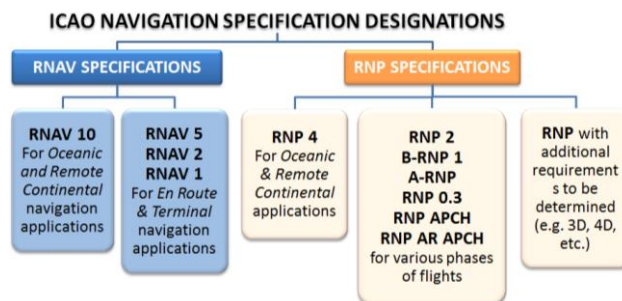 ICAO NAVIGATION SPECIFICATION DESIGNATIONS
RNAV SPECIFICATIONS
RNP SPECIFICATIONS
RNAV 10
For Oceanic
and Remote
Continental
navigation
applications
RNAV 5
RNAV 2
RNAV 1
For En Route
& Terminal
navigation
applications
RNP 4
For Oceanic
& Remote
Continental
applications
RNP 2
B-RNP 1
A-RNP
RNP 0.3
RNP APCH
RNP AR APCH
for various phases
of flights
RNP with
additional
requirement
s to be
determined
(e.g. 3D, 4D,
etc.)